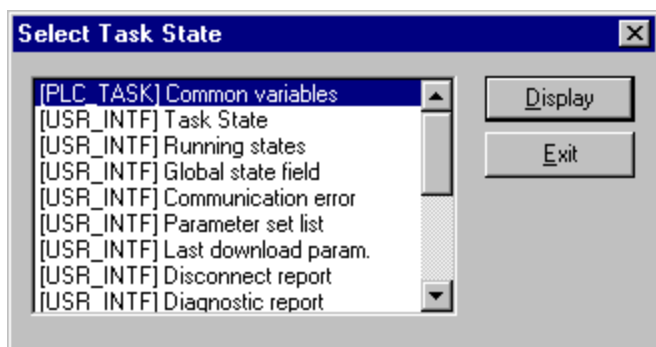 Select Task State
[PLC_TASK] Common variables
[USR_INTF] Task State
[USR_INTF] Running states
[USR_INTF] Global state field
[USR_INTF] Communication error
[USR_INTF] Parameter set list
[USR_INTF] Last download param.
[USR_INTF] Disconnect report
[USR_INTF] Diagnostic report
Display
Exit